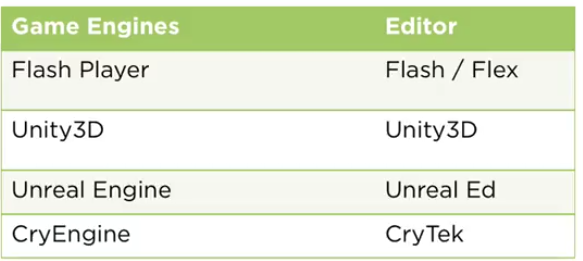 Game Engines Editor
Flash Player Flash / Flex
Unity3D Unity3D
Unreal Engine Unreal Ed
CryEngine CryTek